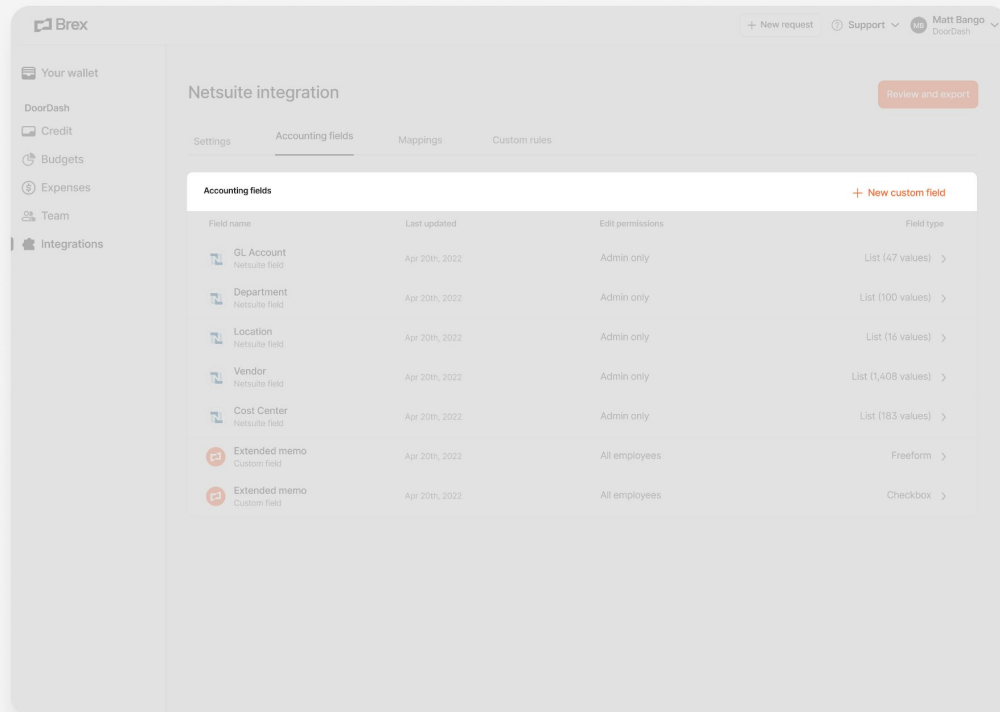 Brex
+ New request
Support
MB
Matt Bango
DoorDash
Your wallet
DoorDash
Credit
Budgets
Expenses
Team
Integrations
Netsuite integration
Review and export
Settings
Accounting fields
Mappings
Custom rules
Accounting fields
+ New custom field
Field name Last updated Edit permissions Field type
GL Account
Netsuite field
Apr 20th, 2022 Admin only List (47 values)
Department
Netsuite field
Apr 20th, 2022 Admin only List (100 values)
Location
Netsuite field
Apr 20th, 2022 Admin only List (16 values)
Vendor
Netsuite field
Apr 20th, 2022 Admin only List (1,408 values)
Cost Center
Netsuite field
Apr 20th, 2022 Admin only List (183 values)
Extended memo
Custom field
Apr 20th, 2022 All employees Freeform
Extended memo
Custom field
Apr 20th, 2022 All employees Checkbox